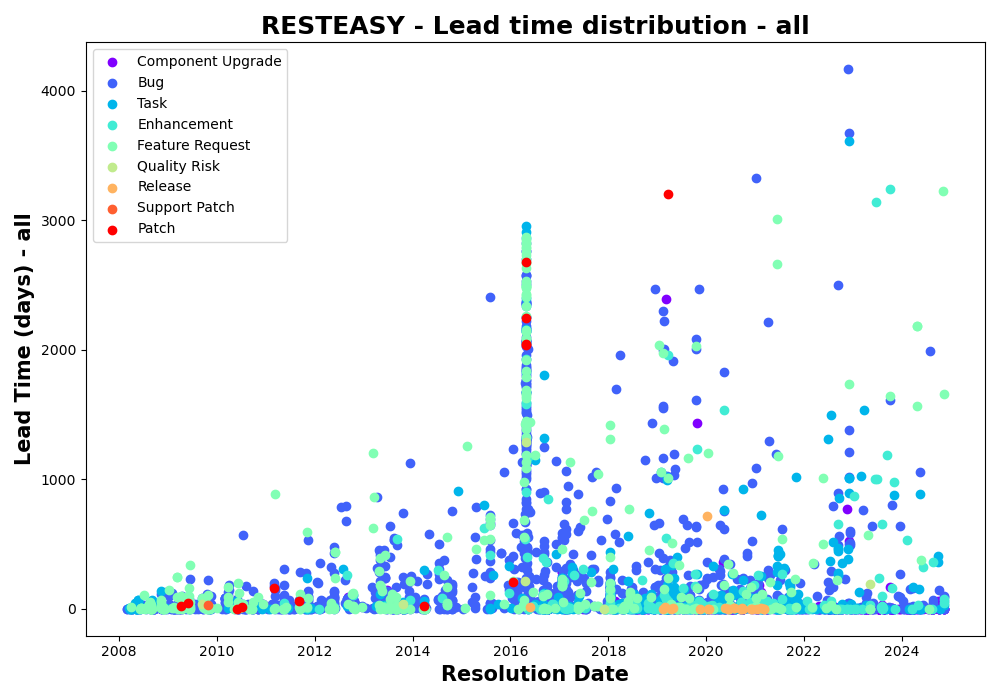 RESTEASY - Lead time distribution - all
Component Upgrade
Bug
Task
Enhancement
Feature Request
Quality Risk
Release
Support Patch
Patch
Lead Time (days) - all
4000
3000
2000
1000
0
2008 2010 2012 2014 2016 2018 2020 2022 2024
Resolution Date